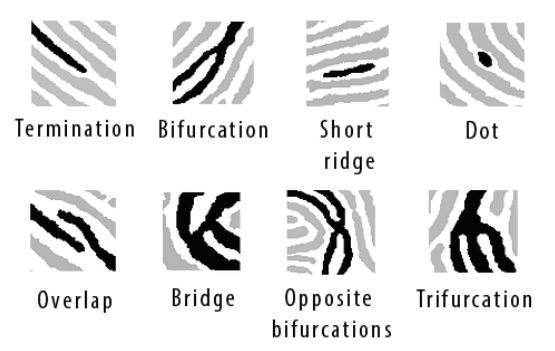 Termination
Bifurcation
Short
ridge
Dot
Overlap
Bridge
Opposite
bifurcations
Trifurcation